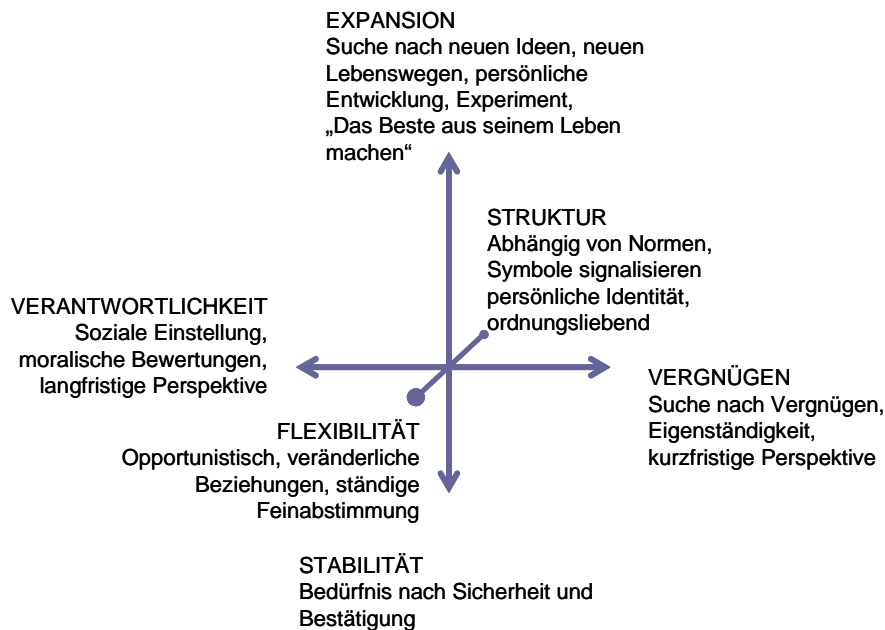 EXPANSION
Suche nach neuen Ideen, neuen
Lebenswegen, persönliche
Entwicklung, Experiment,
„Das Beste aus seinem Leben
machen“
STRUKTUR
Abhängig von Normen,
Symbole signalisieren
persönliche Identität,
ordnungsliebend
VERANTWORTLICHKEIT
Soziale Einstellung,
moralische Bewertungen,
langfristige Perspektive
VERGNÜGEN
Suche nach Vergnügen,
Eigenständigkeit,
kurzfristige Perspektive
FLEXIBILITÄT
Opportunistisch, veränderliche
Beziehungen, ständige
Feinabstimmung
STABILITÄT
Bedürfnis nach Sicherheit und
Bestätigung